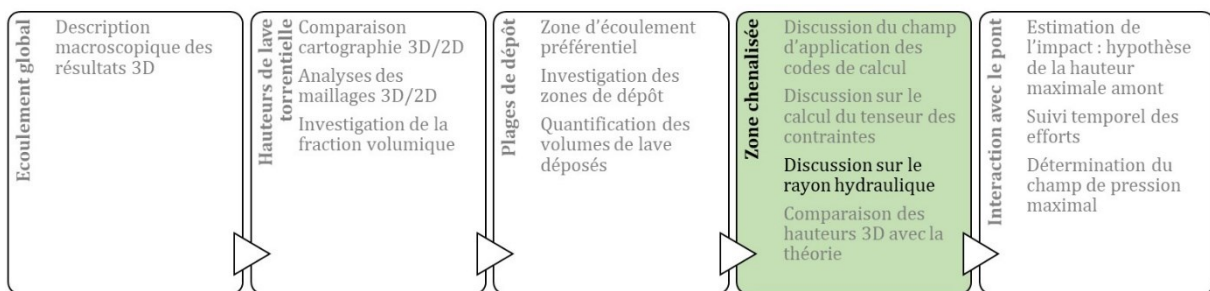 Ecoulement global
Description
macroscopique des
résultats 3D
Hauteurs de lave
torrentielle
Comparaison
cartographie 3D/2D
Analyses des
maillages 3D/2D
Investigation de la
fraction volumique
Plages de dépôt
Zone d'écoulement
préférentiel
Investigation des
zones de dépôt
Quantification des
volumes de lave
déposés
Zone chenalisée
Discussion du champ
d'application des
codes de calcul
Discussion sur le
calcul du tenseur des
contraintes
Discussion sur le
rayon hydraulique
Comparaison des
hauteurs 3D avec la
théorie
Interaction avec le pont
Estimation de
l'impact : hypothèse
de la hauteur
maximale amont
Suivi temporel des
efforts
Détermination du
champ de pression
maximal